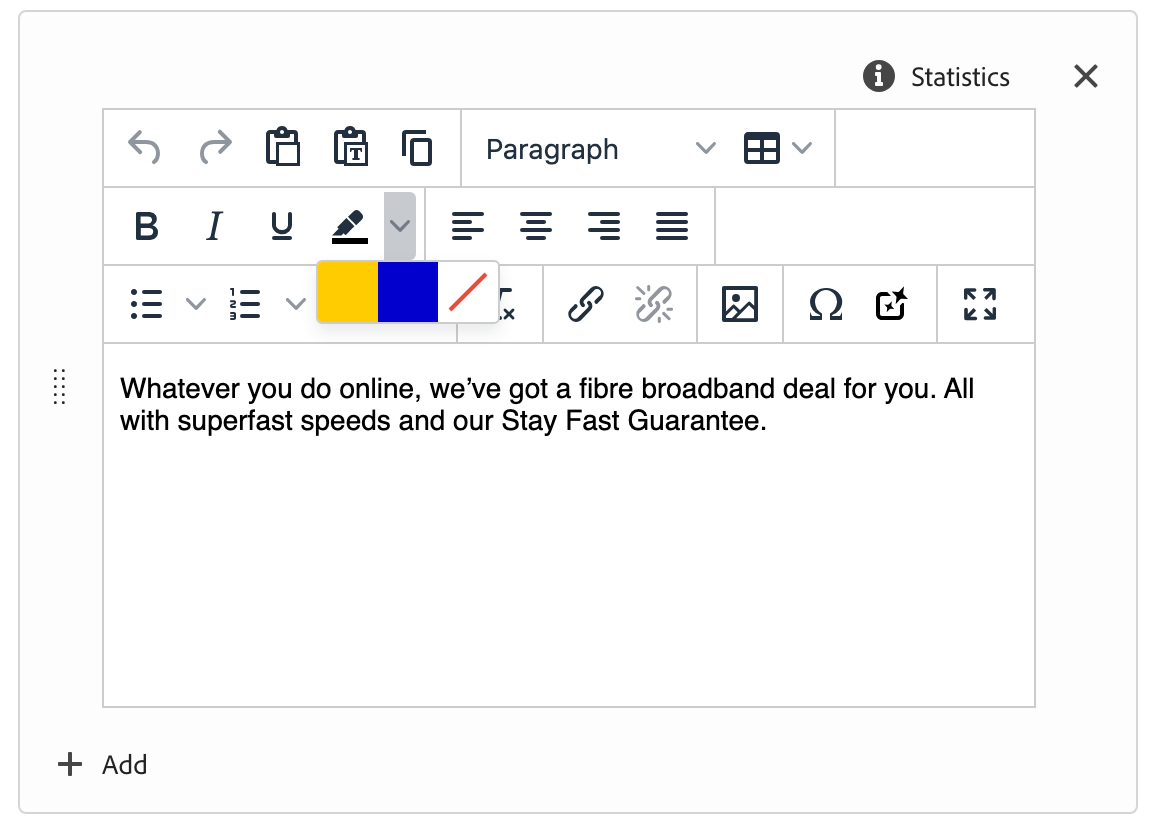 Statistics
Paragraph
B I U
Whatever you do online, we’ve got a fibre broadband deal for you. All
with superfast speeds and our Stay Fast Guarantee.
Add